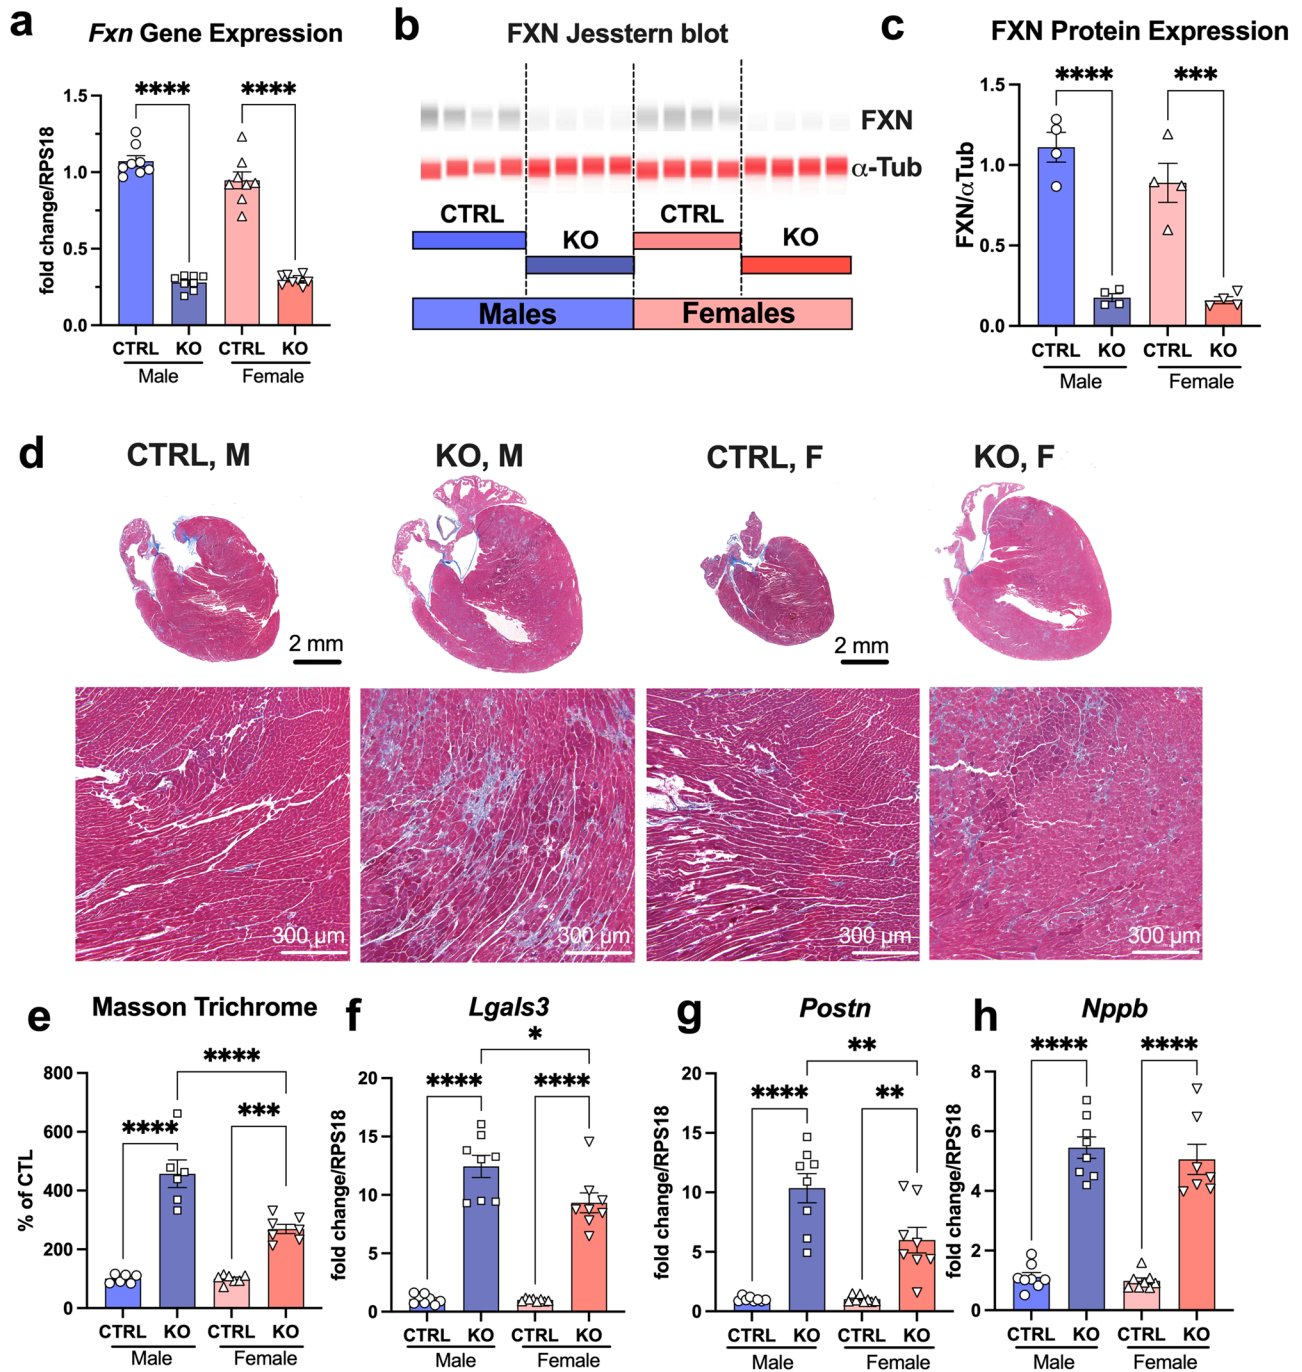 a
Fxn Gene Expression
fold change/RPS18
1.5
1.0
0.5
0.0
****
****
CTRL KO CTRL KO
Male Female
b
FXN Jesstern blot
FXN
α-Tub
CTRL
KO
CTRL
KO
Males Females
c
FXN Protein Expression
FXN/αTub
1.5
1.0
0.5
0.0
****
***
CTRL KO CTRL KO
Male Female
d
CTRL, M
KO, M
CTRL, F
KO, F
2 mm
2 mm
300 µm
300 µm
300 µm
300 µm
e
Masson Trichrome
% of CTL
800
600
400
200
0
****
****
***
CTRL KO CTRL KO
Male Female
f
Lgals3
fold change/RPS18
20
15
10
5
0
*
****
****
CTRL KO CTRL KO
Male Female
g
Postn
fold change/RPS18
20
15
10
5
0
**
****
**
CTRL KO CTRL KO
Male Female
h
Nppb
fold change/RPS18
8
6
4
2
0
****
****
CTRL KO CTRL KO
Male Female